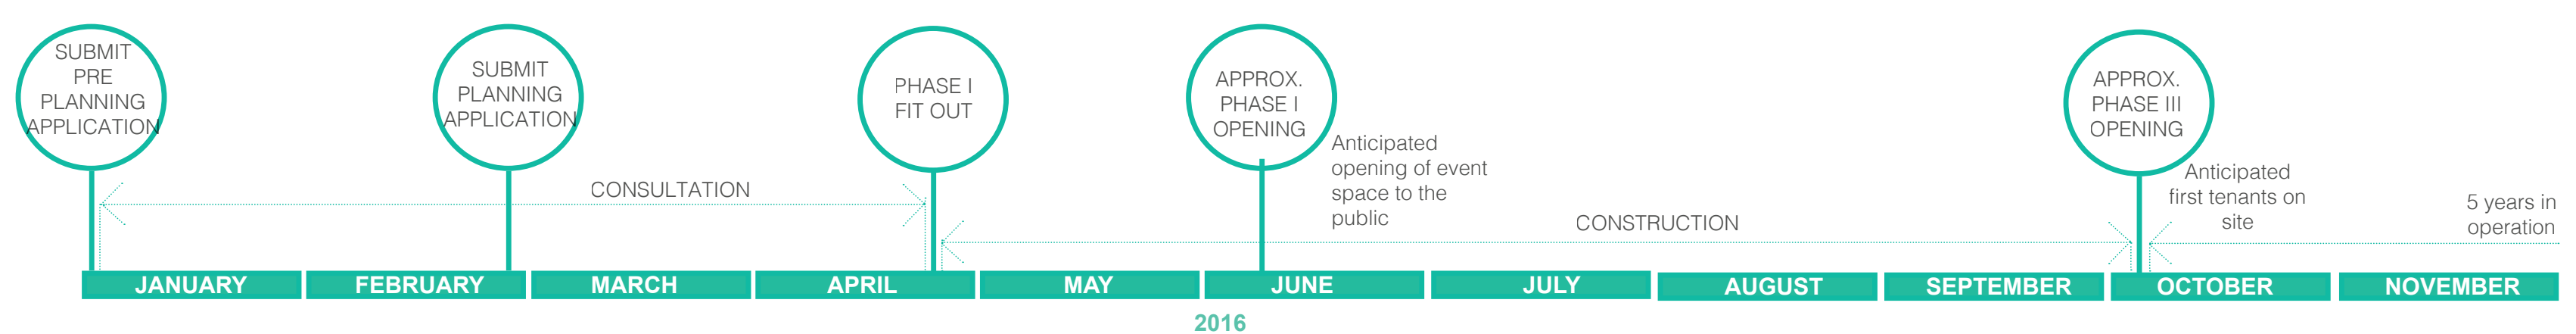 SUBMIT
PRE
PLANNING
APPLICATION
SUBMIT
PLANNING
APPLICATION
PHASE I
FIT OUT
APPROX.
PHASE I
OPENING
Anticipated
opening of event
space to the
public
APPROX.
PHASE III
OPENING
Anticipated
first tenants on
site
5 years in
operation
CONSULTATION
CONSTRUCTION
JANUARY
FEBRUARY
MARCH
APRIL
MAY
JUNE
JULY
AUGUST
SEPTEMBER
OCTOBER
NOVEMBER
2016